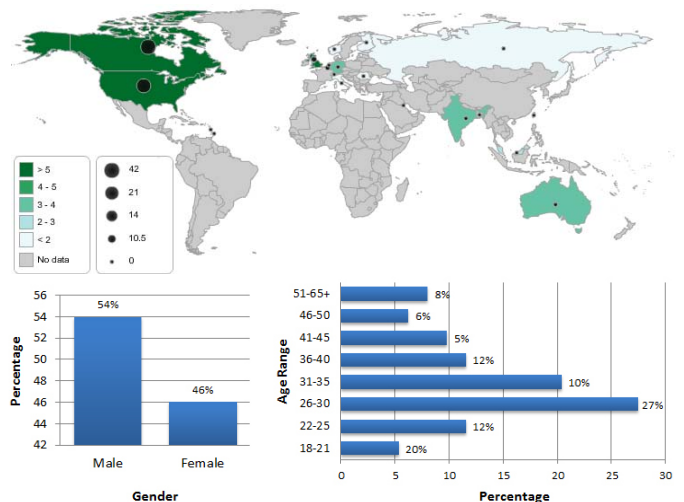 > 5
4 - 5
3 - 4
2 - 3
< 2
No data
42
21
14
10.5
0
56
54
52
50
48
46
44
42
54%
46%
Percentage
Male Female
Gender
51-65+ 8%
46-50 6%
41-45 5%
36-40 12%
31-35 10%
26-30 27%
22-25 12%
18-21 20%
Age Range
0 5 10 15 20 25 30
Percentage